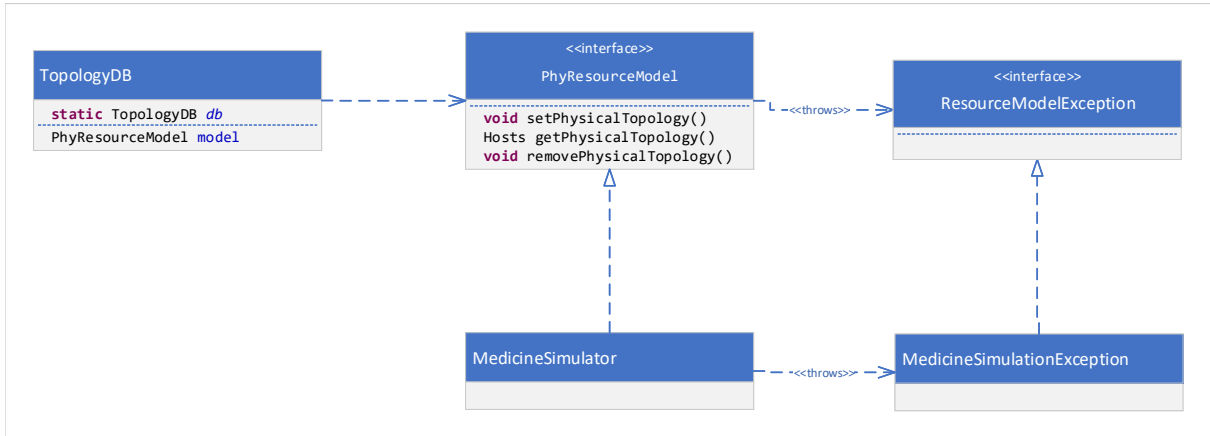 TopologyDB
static TopologyDB db
PhyResourceModel model
<<interface>>
PhyResourceModel
void setPhysicalTopology()
Hosts getPhysicalTopology()
void removePhysicalTopology()
<<throws>>
<<interface>>
ResourceModelException
MedicineSimulator
<<throws>>
MedicineSimulationException